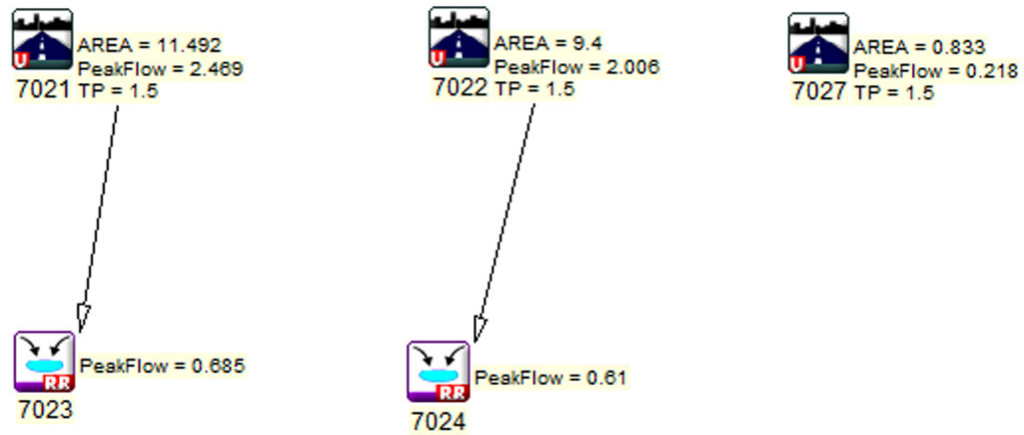 AREA = 11.492
PeakFlow = 2.469
U
7021 TP = 1.5
AREA = 9.4
PeakFlow = 2.006
U
7022 TP = 1.5
AREA = 0.833
PeakFlow = 0.218
U
7027 TP = 1.5
PeakFlow = 0.685
RR
7023
PeakFlow = 0.61
RR
7024